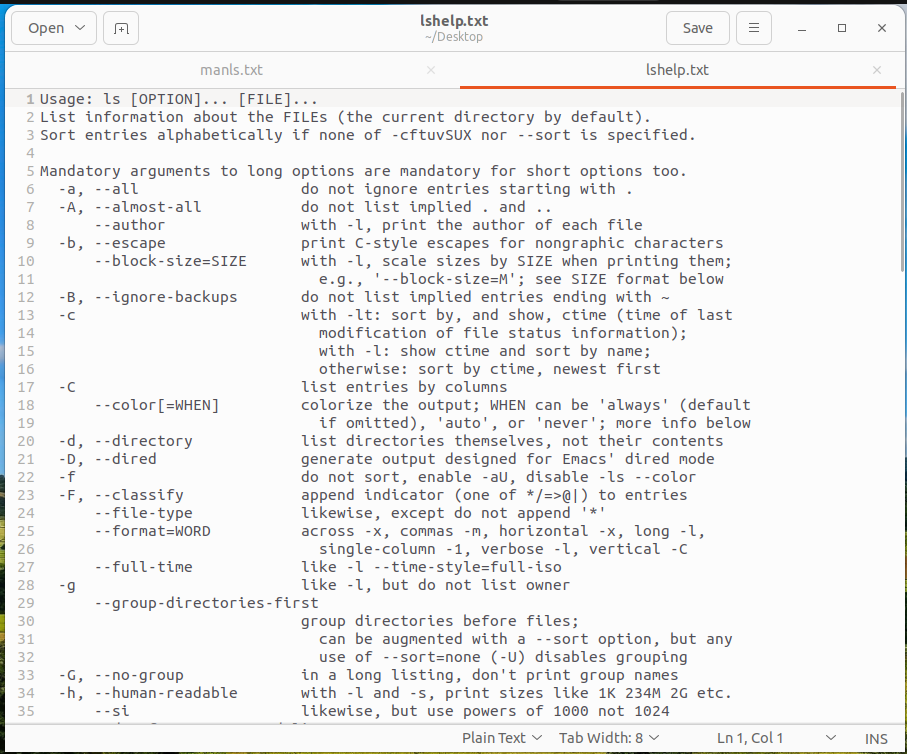 Open
lshelp.txt
~/Desktop
Save
manls.txt
lshelp.txt
1 Usage: ls [OPTION]... [FILE]...
2 List information about the FILEs (the current directory by default).
3 Sort entries alphabetically if none of -cftuvSUX nor --sort is specified.
4
5 Mandatory arguments to long options are mandatory for short options too.
6   -a, --all                  do not ignore entries starting with .
7   -A, --almost-all           do not list implied . and ..
8       --author               with -l, print the author of each file
9   -b, --escape               print C-style escapes for nongraphic characters
10       --block-size=SIZE      with -l, scale sizes by SIZE when printing them;
11                                e.g., '--block-size=M'; see SIZE format below
12   -B, --ignore-backups       do not list implied entries ending with ~
13   -c                         with -lt: sort by, and show, ctime (time of last
14                                modification of file status information);
15                                with -l: show ctime and sort by name;
16                                otherwise: sort by ctime, newest first
17   -C                         list entries by columns
18       --color[=WHEN]         colorize the output; WHEN can be 'always' (default
19                                if omitted), 'auto', or 'never'; more info below
20   -d, --directory            list directories themselves, not their contents
21   -D, --dired                generate output designed for Emacs' dired mode
22   -f                         do not sort, enable -aU, disable -ls --color
23   -F, --classify             append indicator (one of */=>@|) to entries
24       --file-type            likewise, except do not append '*'
25       --format=WORD          across -x, commas -m, horizontal -x, long -l,
26                                single-column -1, verbose -l, vertical -C
27       --full-time            like -l --time-style=full-iso
28   -g                         like -l, but do not list owner
29       --group-directories-first
30                              group directories before files;
31                                can be augmented with a --sort option, but any
32                                use of --sort=none (-U) disables grouping
33   -G, --no-group             in a long listing, don't print group names
34   -h, --human-readable       with -l and -s, print sizes like 1K 234M 2G etc.
35       --si                   likewise, but use powers of 1000 not 1024
Plain Text Tab Width: 8 Ln 1, Col 1 INS